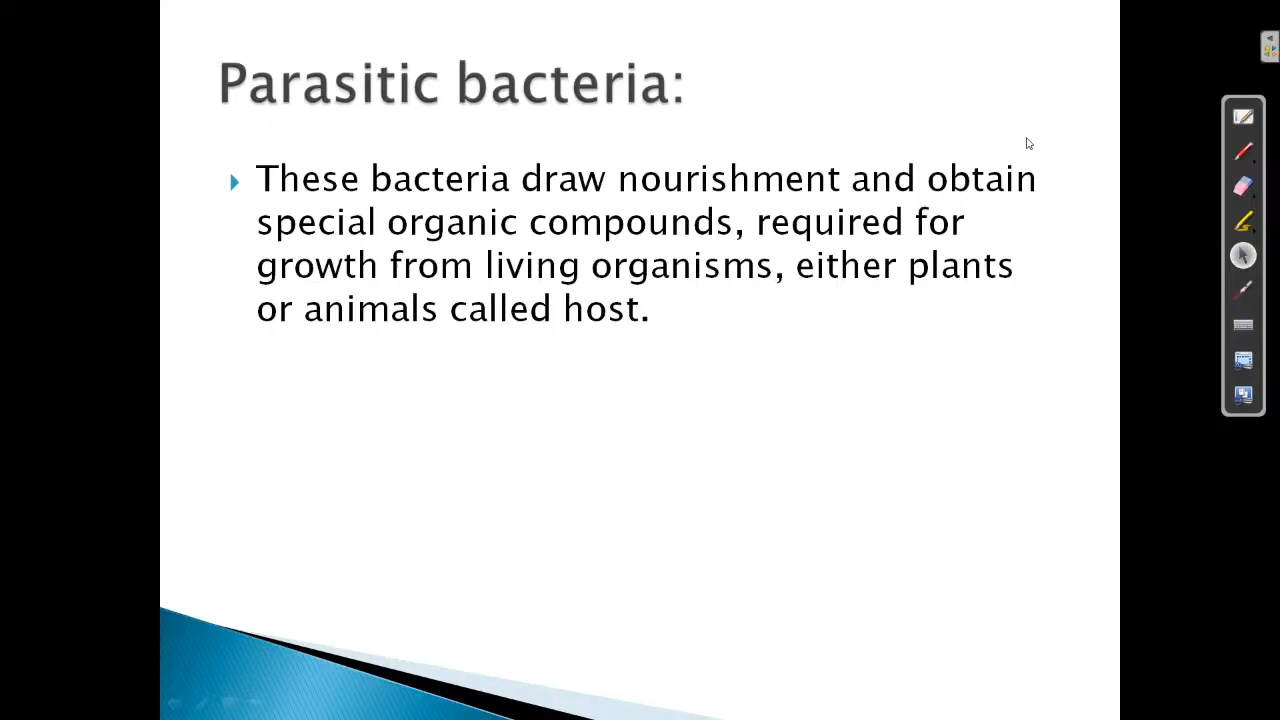 Parasitic bacteria:
These bacteria draw nourishment and obtain
special organic compounds, required for
growth from living organisms, either plants
or animals called host.